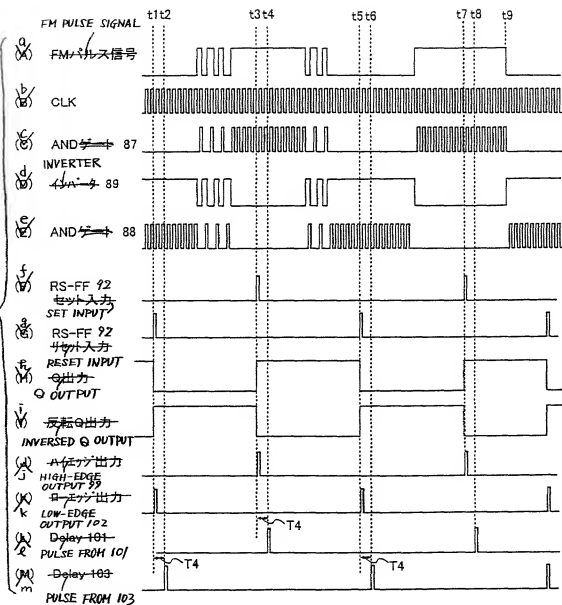 t1 t2 t3 t4 t5 t6 t7 t8 t9
FM PULSE SIGNAL
a
(A) FMパルス信号
b
(B) CLK
c
(C) ANDゲート 87
INVERTER
d
(D) インバータ 89
e
(E) ANDゲート 88
f
(F) RS-FF 92
セット入力
SET INPUT
g
(G) RS-FF 92
リセット入力
RESET INPUT
h
(H) Q出力
Q OUTPUT
i
(I) 反転Q出力
INVERSED Q OUTPUT
(J) ハイエッジ出力
j HIGH-EDGE
OUTPUT 99
(K) ローエッジ出力
k LOW-EDGE
OUTPUT 102
T4
(L) Delay 101
l PULSE FROM 101
T4 T4
(M) Delay 103
m PULSE FROM 103